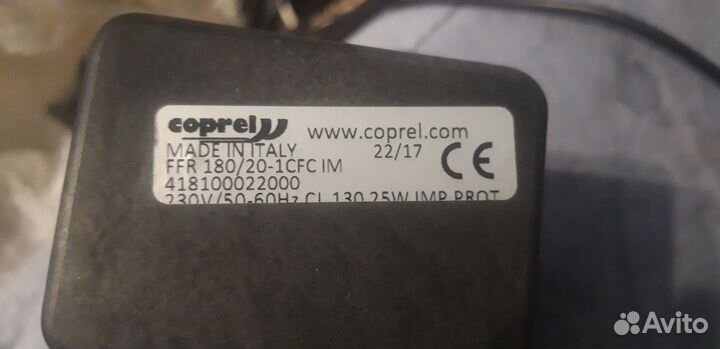 coprel www.coprel.com
MADE IN ITALY 22/17 CE
FFR 180/20-1CFC IM
418100022000
230V/50-60Hz CL 130 25W IMP PROT
Avito